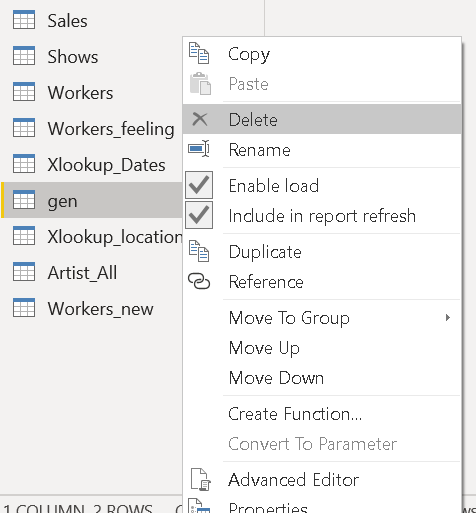 Sales
Shows
Workers
Workers_feeling
Xlookup_Dates
gen
Xlookup_location
Artist_All
Workers_new
Copy
Paste
Delete
Rename
Enable load
Include in report refresh
Duplicate
Reference
Move To Group
Move Up
Move Down
Create Function...
Convert To Parameter
Advanced Editor
Properties
1 COLUMN, 2 ROWS